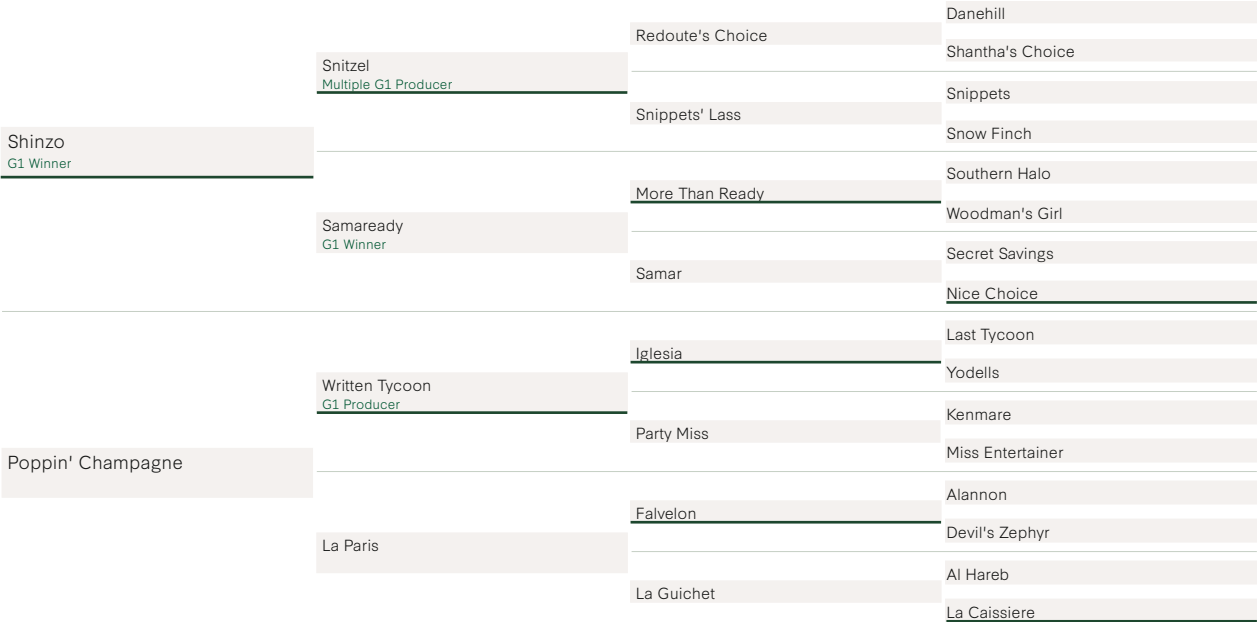 Danehill
Redoute's Choice
Shantha's Choice
Snitzel
Multiple G1 Producer
Snippets
Snippets' Lass
Snow Finch
Shinzo
G1 Winner
Southern Halo
More Than Ready
Woodman's Girl
Samaready
G1 Winner
Secret Savings
Samar
Nice Choice
Last Tycoon
Iglesia
Yodells
Written Tycoon
G1 Producer
Kenmare
Party Miss
Miss Entertainer
Poppin' Champagne
Alannon
Falvelon
Devil's Zephyr
La Paris
Al Hareb
La Guichet
La Caissiere